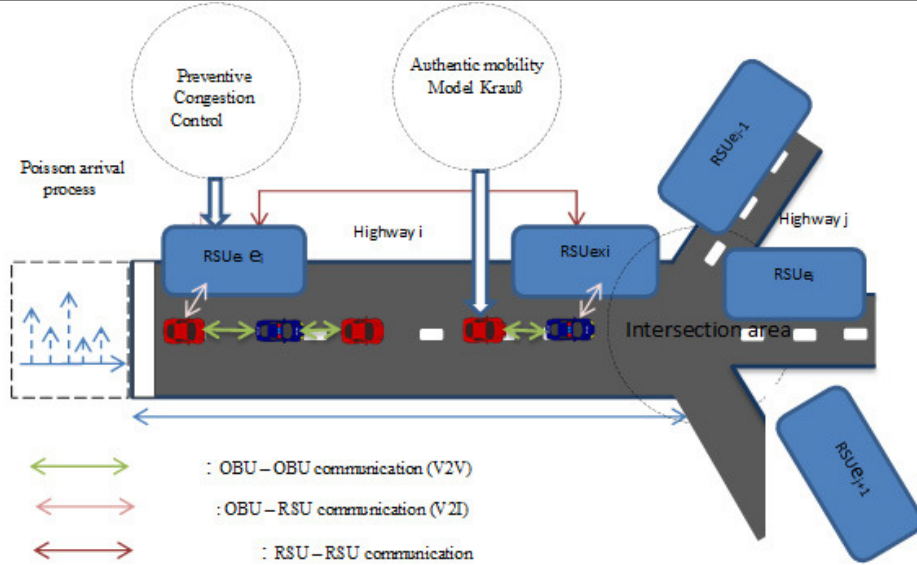 Preventive
Congestion
Control
Authentic mobility
Model Krauß
Poisson arrival
process
RSUej-1
Highway i
Highway j
RSUe ei
RSUexi
RSUej
Intersection area
RSUej+1
: OBU – OBU communication (V2V)
: OBU – RSU communication (V2I)
: RSU – RSU communication